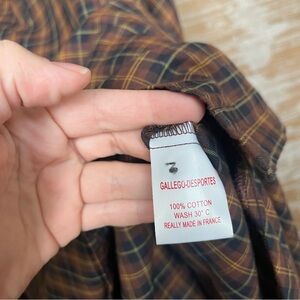 GALLEGO-DESPORTES
100% COTTON
WASH 30° C
REALLY MADE IN FRANCE